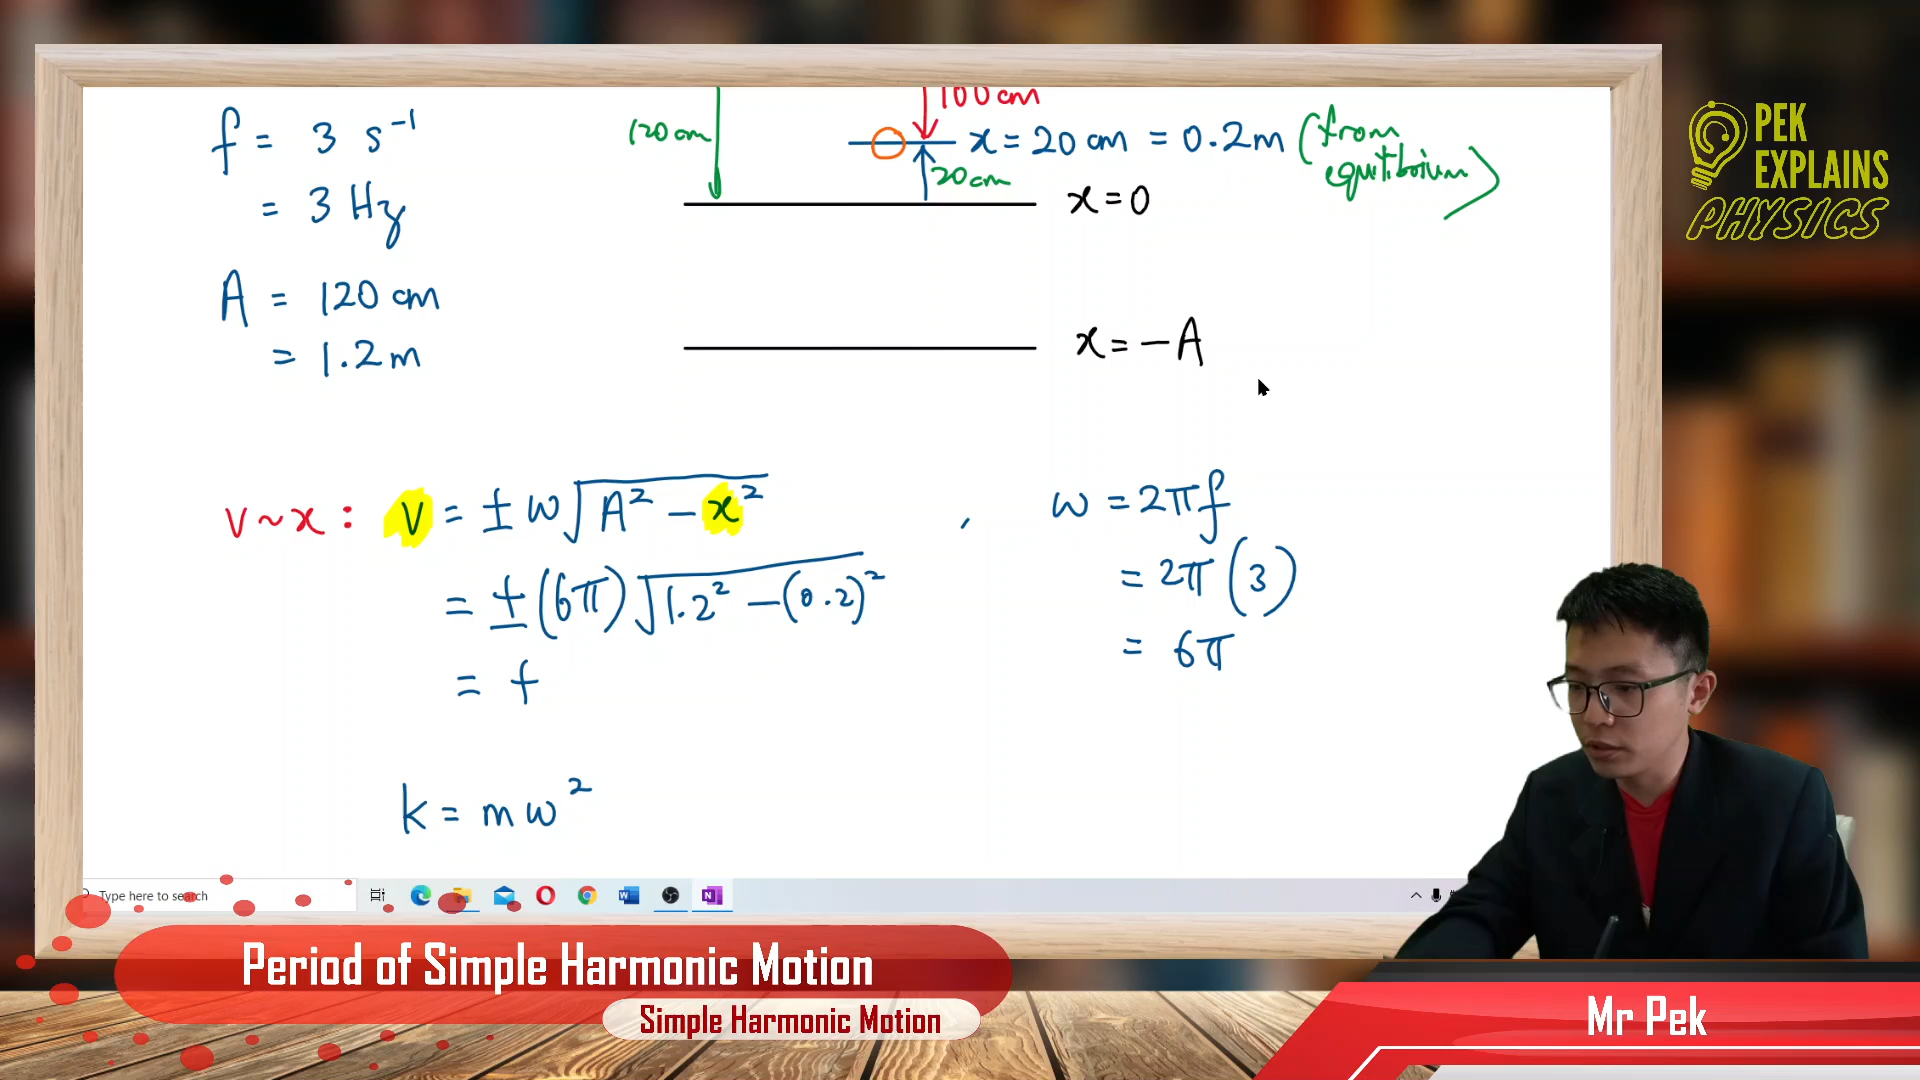 f = 3 s⁻¹
= 3 Hz
A = 120 cm
= 1.2 m
120 cm
100 cm
x = 20 cm = 0.2 m (from equilibrium)
20 cm
x = 0
x = -A
v ~ x : v = ± ω√(A² - x²) , ω = 2πf
= ± (6π) √(1.2² - (0.2)²)
= 2π (3)
= ±
= 6π
k = m ω²
PEK
EXPLAINS
PHYSICS
Type here to search
Period of Simple Harmonic Motion
Simple Harmonic Motion
Mr Pek